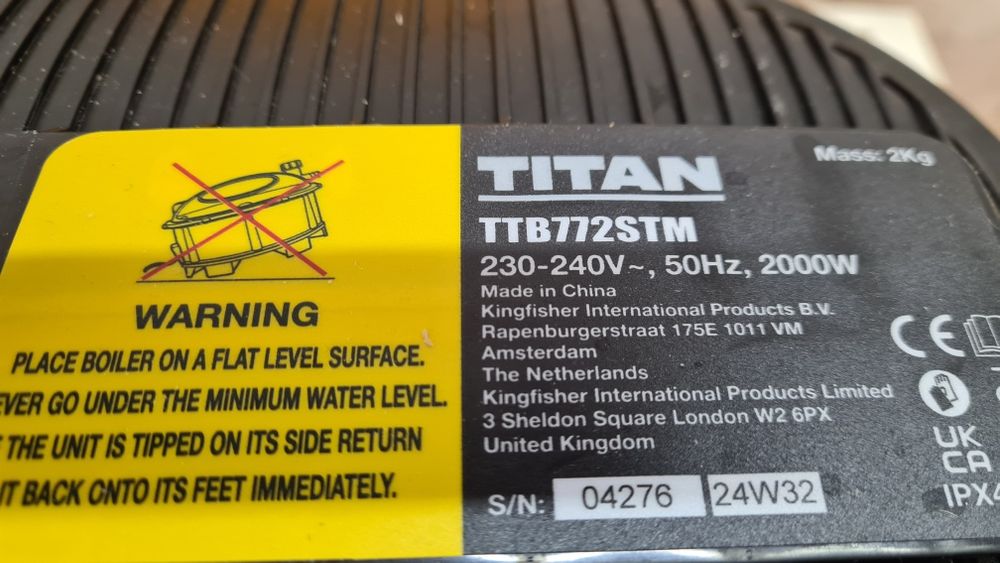 WARNING
PLACE BOILER ON A FLAT LEVEL SURFACE.
EVER GO UNDER THE MINIMUM WATER LEVEL.
THE UNIT IS TIPPED ON ITS SIDE RETURN
IT BACK ONTO ITS FEET IMMEDIATELY.
TITAN
Mass: 2Kg
TTB772STM
230-240V~, 50Hz, 2000W
Made in China
Kingfisher International Products B.V.
Rapenburgerstraat 175E 1011 VM
Amsterdam
The Netherlands
Kingfisher International Products Limited
3 Sheldon Square London W2 6PX
United Kingdom
S/N: 04276 24W32
CE
UK
CA
IPX4